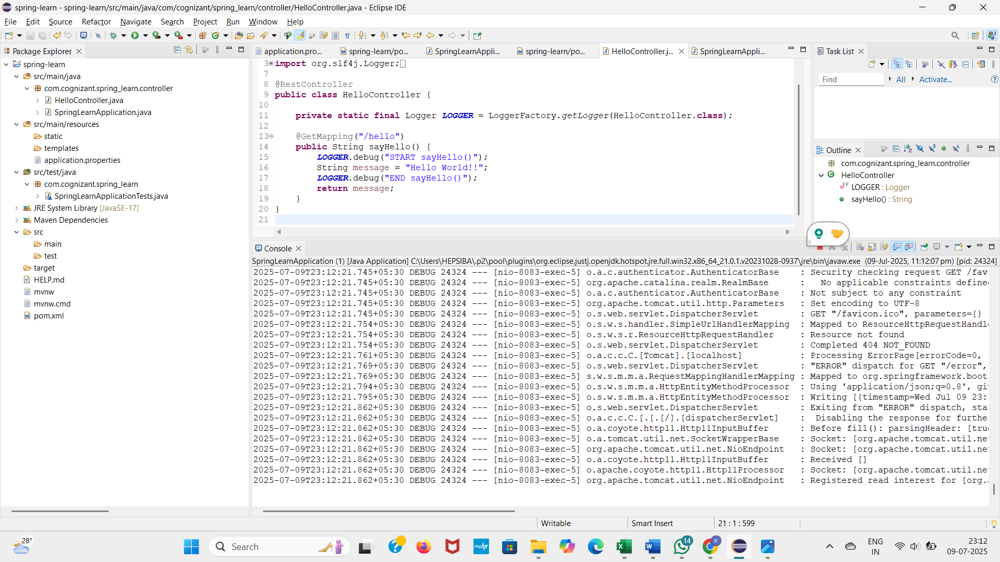 spring-learn - spring-learn/src/main/java/com/cognizant/spring_learn/controller/HelloController.java - Eclipse IDE
File Edit Source Refactor Navigate Search Project Run Window Help
Package Explorer
spring-learn
src/main/java
com.cognizant.spring_learn.controller
HelloController.java
SpringLearnApplication.java
src/main/resources
static
templates
application.properties
src/test/java
com.cognizant.spring_learn
SpringLearnApplicationTests.java
JRE System Library [JavaSE-17]
Maven Dependencies
src
main
test
target
HELP.md
mvnw
mvnw.cmd
pom.xml
application.pro... spring-learn/po... SpringLearnAppli... spring-learn/po... HelloController.j... SpringLearnAppli...
3 import org.slf4j.Logger;
7
8 @RestController
9 public class HelloController {
10
11 private static final Logger LOGGER = LoggerFactory.getLogger(HelloController.class);
12
13 @GetMapping("/hello")
14 public String sayHello() {
15 LOGGER.debug("START sayHello()");
16 String message = "Hello World!!";
17 LOGGER.debug("END sayHello()");
18 return message;
19 }
20 }
21
Task List
Find All Activate...
Outline
com.cognizant.spring_learn.controller
HelloController
LOGGER : Logger
sayHello() : String
Console
SpringLearnApplication (1) [Java Application] C:\Users\HEPSIBA\.p2\pool\plugins\org.eclipse.justj.openjdk.hotspot.jre.full.win32.x86_64_21.0.1.v20231028-0937\jre\bin\javaw.exe (09-Jul-2025, 11:12:07 pm) [pid: 24324]
2025-07-09T23:12:21.745+05:30 DEBUG 24324 --- [nio-8083-exec-5] o.a.c.authenticator.AuthenticatorBase : Security checking request GET /fav
2025-07-09T23:12:21.745+05:30 DEBUG 24324 --- [nio-8083-exec-5] org.apache.catalina.realm.RealmBase : No applicable constraints define
2025-07-09T23:12:21.745+05:30 DEBUG 24324 --- [nio-8083-exec-5] o.a.c.authenticator.AuthenticatorBase : Not subject to any constraint
2025-07-09T23:12:21.745+05:30 DEBUG 24324 --- [nio-8083-exec-5] org.apache.tomcat.util.http.Parameters : Set encoding to UTF-8
2025-07-09T23:12:21.745+05:30 DEBUG 24324 --- [nio-8083-exec-5] o.s.web.servlet.DispatcherServlet : GET "/favicon.ico", parameters={}
2025-07-09T23:12:21.754+05:30 DEBUG 24324 --- [nio-8083-exec-5] o.s.w.s.handler.SimpleUrlHandlerMapping : Mapped to ResourceHttpRequestHandl
2025-07-09T23:12:21.754+05:30 DEBUG 24324 --- [nio-8083-exec-5] o.s.w.s.r.ResourceHttpRequestHandler : Resource not found
2025-07-09T23:12:21.754+05:30 DEBUG 24324 --- [nio-8083-exec-5] o.s.web.servlet.DispatcherServlet : Completed 404 NOT_FOUND
2025-07-09T23:12:21.761+05:30 DEBUG 24324 --- [nio-8083-exec-5] o.a.c.c.C.[Tomcat].[localhost] : Processing ErrorPage[errorCode=0,
2025-07-09T23:12:21.769+05:30 DEBUG 24324 --- [nio-8083-exec-5] o.s.web.servlet.DispatcherServlet : "ERROR" dispatch for GET "/error",
2025-07-09T23:12:21.769+05:30 DEBUG 24324 --- [nio-8083-exec-5] s.w.s.m.m.a.RequestMappingHandlerMapping : Mapped to org.springframework.boot
2025-07-09T23:12:21.794+05:30 DEBUG 24324 --- [nio-8083-exec-5] o.s.w.s.m.m.a.HttpEntityMethodProcessor : Using 'application/json;q=0.8', gi
2025-07-09T23:12:21.795+05:30 DEBUG 24324 --- [nio-8083-exec-5] o.s.w.s.m.m.a.HttpEntityMethodProcessor : Writing [{timestamp=Wed Jul 09 23:
2025-07-09T23:12:21.862+05:30 DEBUG 24324 --- [nio-8083-exec-5] o.s.web.servlet.DispatcherServlet : Exiting from "ERROR" dispatch, sta
2025-07-09T23:12:21.862+05:30 DEBUG 24324 --- [nio-8083-exec-5] o.a.c.c.C.[.[.[/].[dispatcherServlet] : Disabling the response for furthe
2025-07-09T23:12:21.862+05:30 DEBUG 24324 --- [nio-8083-exec-5] o.a.coyote.http11.Http11InputBuffer : Before fill(): parsingHeader: [tru
2025-07-09T23:12:21.862+05:30 DEBUG 24324 --- [nio-8083-exec-5] o.a.tomcat.util.net.SocketWrapperBase : Socket: [org.apache.tomcat.util.ne
2025-07-09T23:12:21.862+05:30 DEBUG 24324 --- [nio-8083-exec-5] org.apache.tomcat.util.net.NioEndpoint : Socket: [org.apache.tomcat.util.ne
2025-07-09T23:12:21.862+05:30 DEBUG 24324 --- [nio-8083-exec-5] o.a.coyote.http11.Http11InputBuffer : Received []
2025-07-09T23:12:21.862+05:30 DEBUG 24324 --- [nio-8083-exec-5] o.apache.coyote.http11.Http11Processor : Socket: [org.apache.tomcat.util.ne
2025-07-09T23:12:21.862+05:30 DEBUG 24324 --- [nio-8083-exec-5] org.apache.tomcat.util.net.NioEndpoint : Registered read interest for [org.
Writable Smart Insert 21 : 1 : 599
28° Search myhp 14 K ENG 23:12
IN 09-07-2025